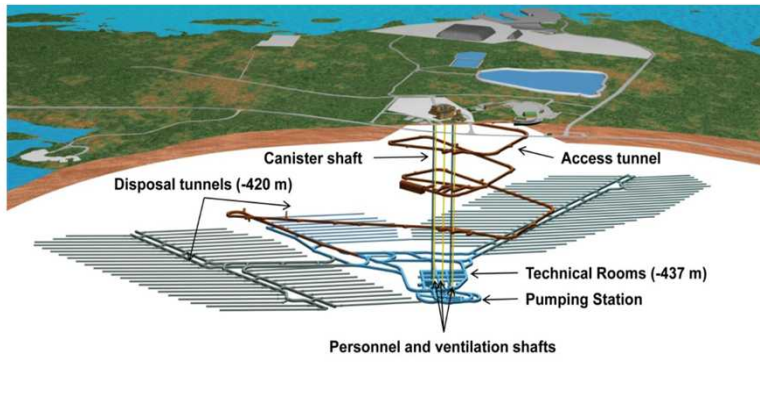 Canister shaft
Access tunnel
Disposal tunnels (-420 m)
Technical Rooms (-437 m)
Pumping Station
Personnel and ventilation shafts